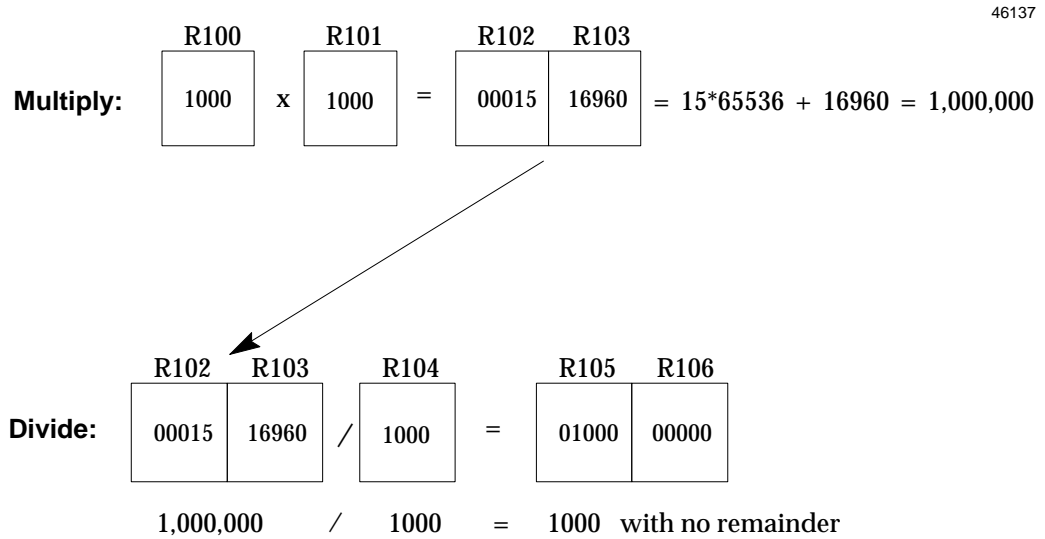 46137
R100 R101 R102 R103
Multiply: 1000 x 1000 = 00015 16960 = 15*65536 + 16960 = 1,000,000
R102 R103 R104 R105 R106
Divide: 00015 16960 / 1000 = 01000 00000
1,000,000 / 1000 = 1000 with no remainder